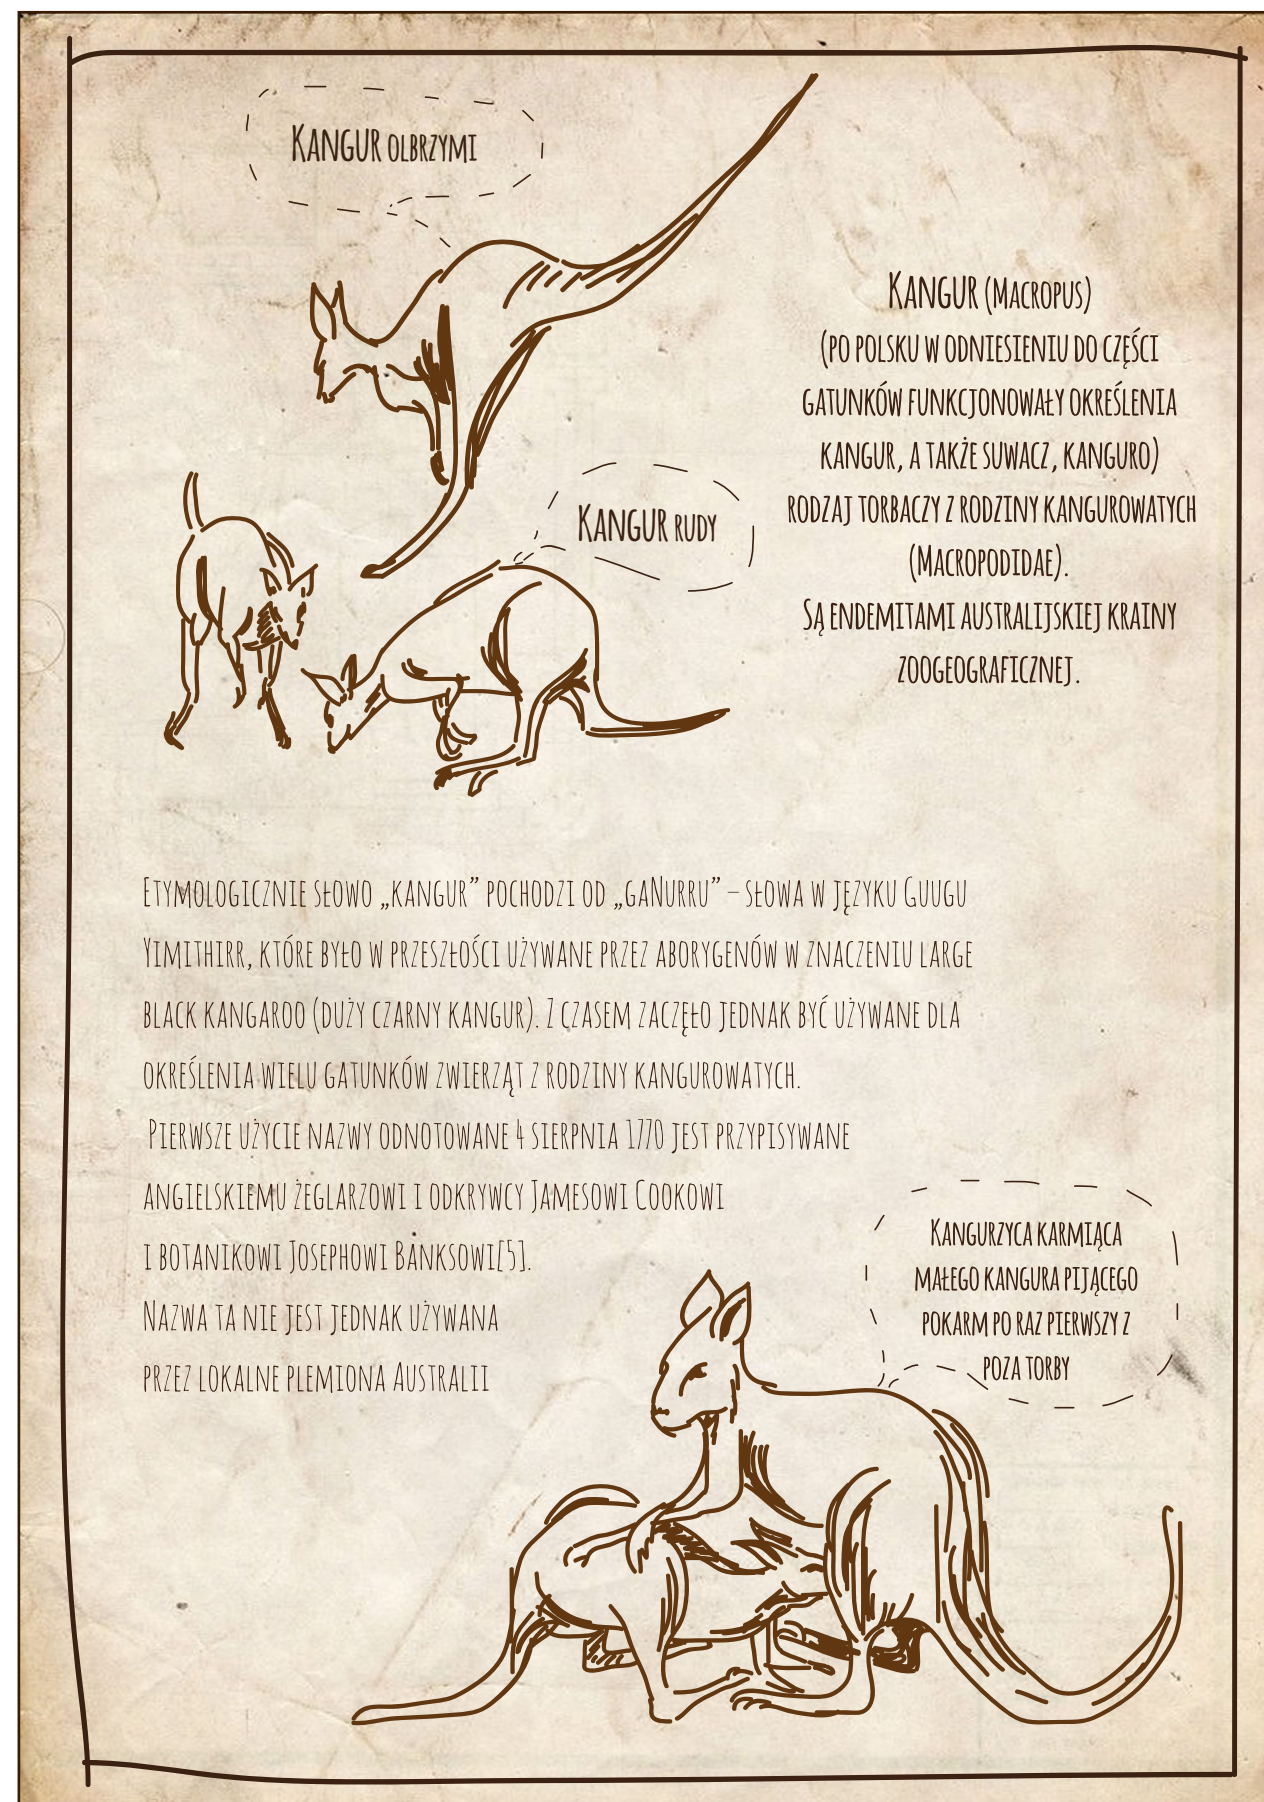 Kangur olbrzymi
Kangur (Macropus)
(po polsku w odniesieniu do części
gatunków funkcjonowały określenia
kangur, a także suwacz, kanguro)
rodzaj torbaczy z rodziny kangurowatych
(Macropodidae).
Są endemitami australijskiej krainy
zoogeograficznej.
Kangur rudy
Etymologicznie słowo „kangur” pochodzi od „gaNurru” – słowa w języku Guugu
Yimithirr, które było w przeszłości używane przez aborygenów w znaczeniu large
black kangaroo (duży czarny kangur). Z czasem zaczęło jednak być używane dla
określenia wielu gatunków zwierząt z rodziny kangurowatych.
Pierwsze użycie nazwy odnotowane 4 sierpnia 1770 jest przypisywane
angielskiemu żeglarzowi i odkrywcy Jamesowi Cookowi
i botanikowi Josephowi Banksowi[5].
Nazwa ta nie jest jednak używana
przez lokalne plemiona Australii
Kangurzyca karmiąca
małego kangura pijącego
pokarm po raz pierwszy z
poza torby